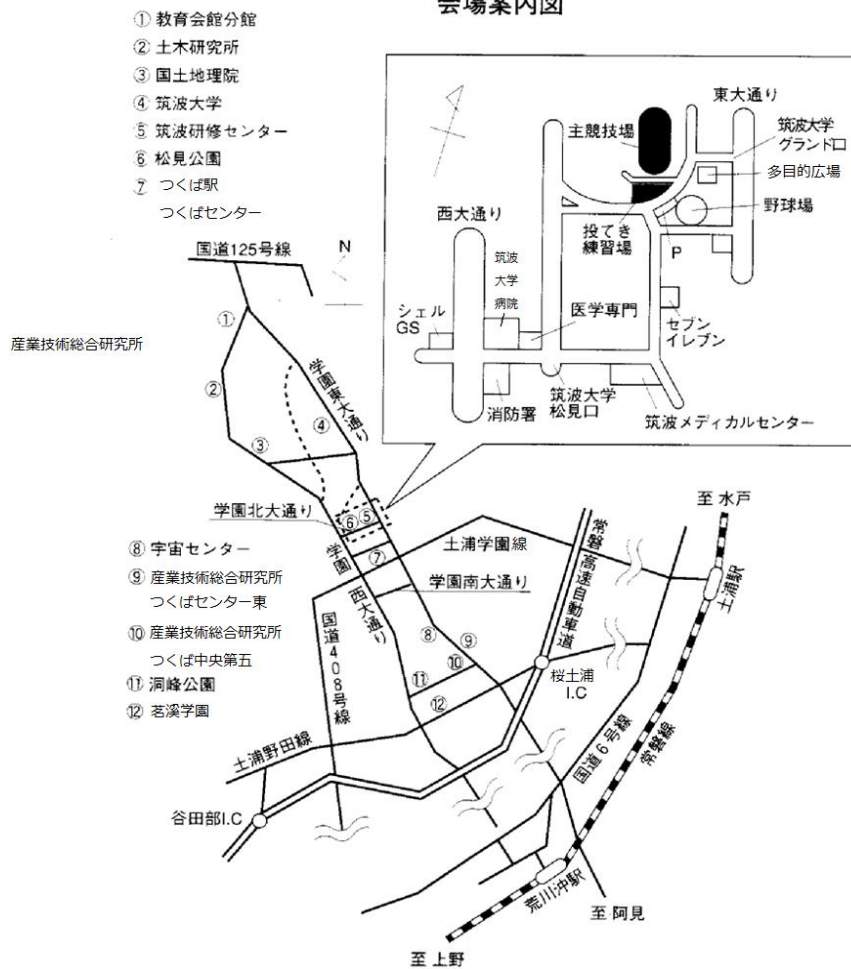 会場案内図
① 教育会館分館
② 土木研究所
③ 国土地理院
④ 筑波大学
⑤ 筑波研修センター
⑥ 松見公園
⑦ つくば駅
つくばセンター
主競技場
東大通り
筑波大学
グランド口
多目的広場
野球場
西大通り
投てき
練習場
P
筑波
大学
病院
シェル
GS
医学専門
セブン
イレブン
消防署
筑波大学
松見口
筑波メディカルセンター
国道125号線
N
産業技術総合研究所
①
②
③
④
学園東大通り
学園北大通り
⑥
⑤
⑦
学園
西大通り
土浦学園線
学園南大通り
常磐
高速自動車道
至 水戸
土浦駅
⑧ 宇宙センター
⑨ 産業技術総合研究所
つくばセンター東
⑩ 産業技術総合研究所
つくば中央第五
⑪ 洞峰公園
⑫ 茗溪学園
国道408号線
⑧
⑨
⑩
⑪
⑫
桜土浦
I.C
土浦野田線
谷田部I.C
国道6号線
常磐線
荒川沖駅
至 阿見
至 上野